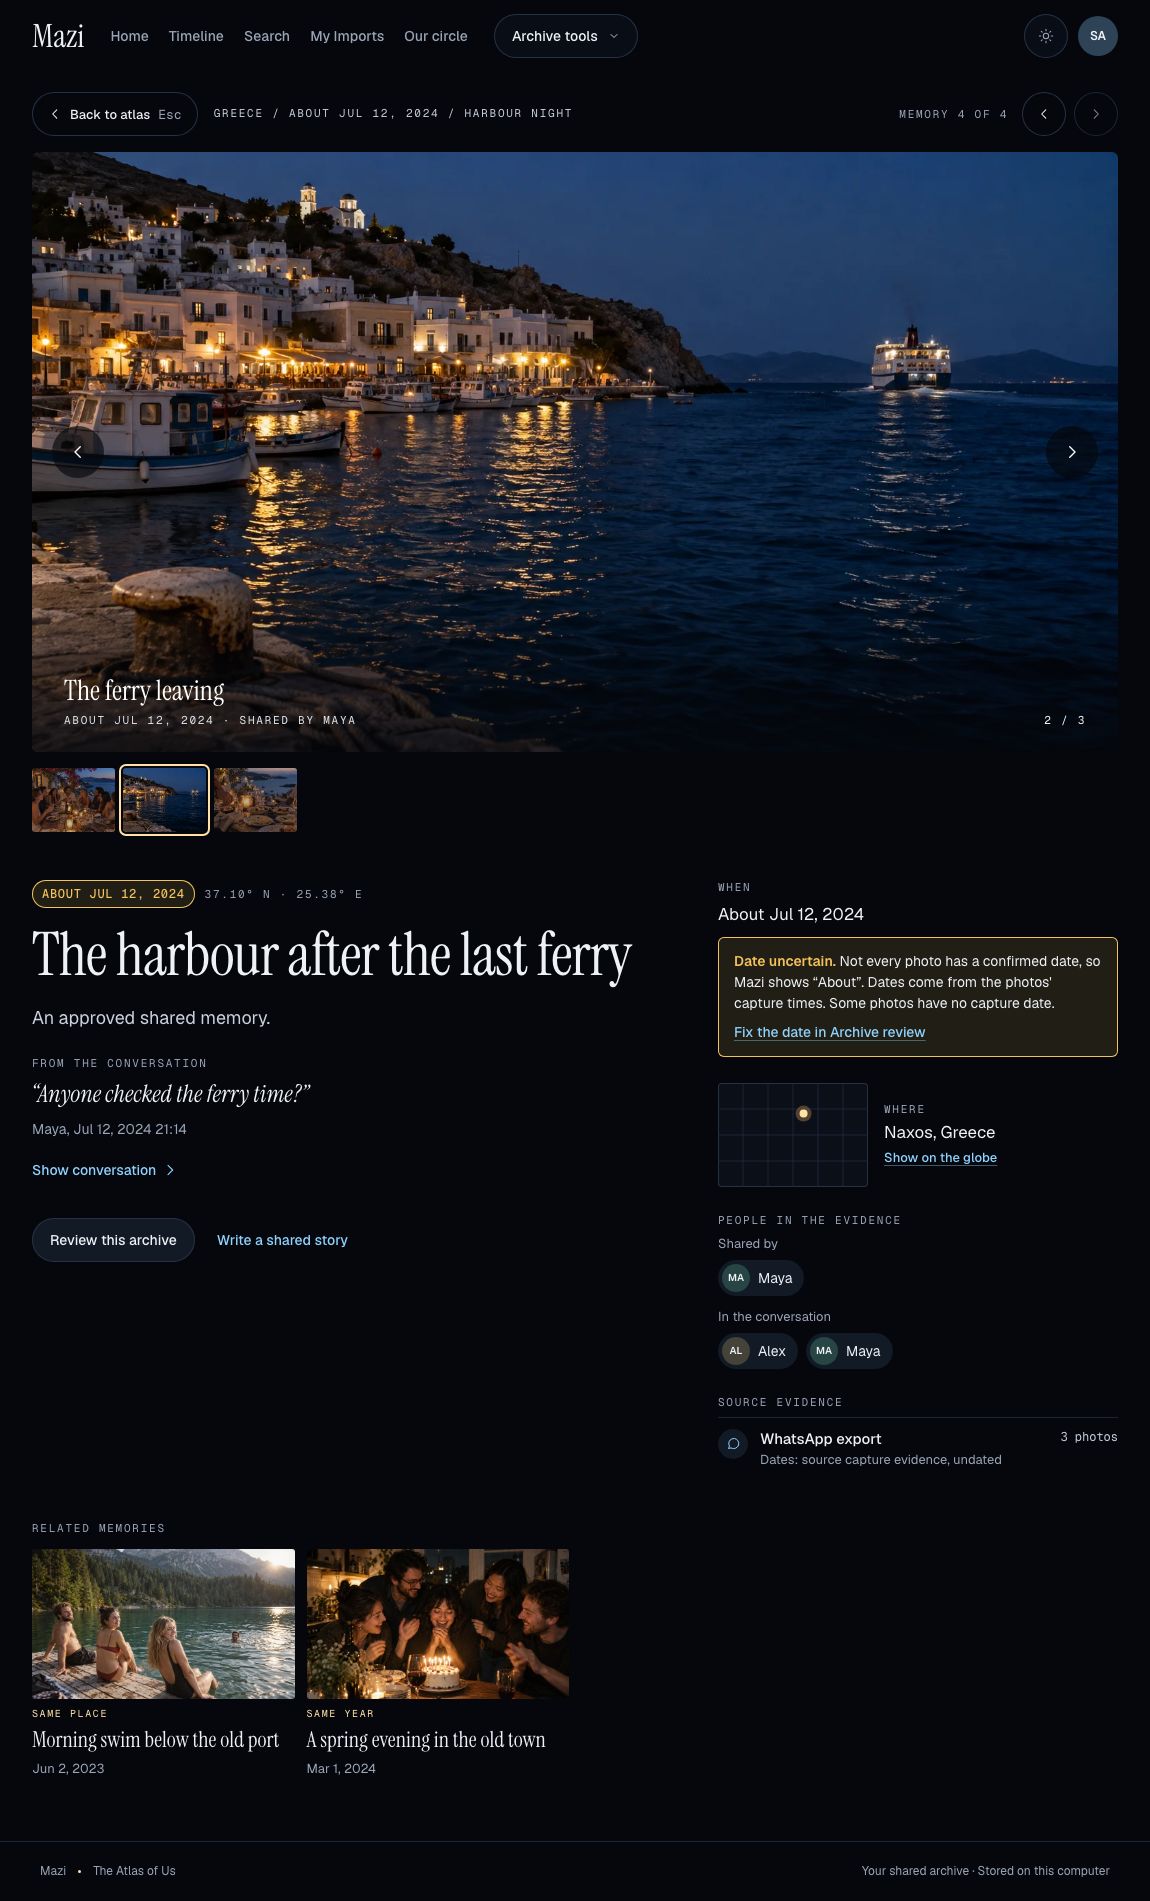 Mazi Home Timeline Search My Imports Our circle Archive tools SA
Back to atlas Esc GREECE / ABOUT JUL 12, 2024 / HARBOUR NIGHT MEMORY 4 OF 4
The ferry leaving
ABOUT JUL 12, 2024 · SHARED BY MAYA 2 / 3
ABOUT JUL 12, 2024 37.10° N · 25.38° E
The harbour after the last ferry
An approved shared memory.
FROM THE CONVERSATION
“Anyone checked the ferry time?”
Maya, Jul 12, 2024 21:14
Show conversation
Review this archive Write a shared story
WHEN
About Jul 12, 2024
Date uncertain. Not every photo has a confirmed date, so
Mazi shows “About”. Dates come from the photos'
capture times. Some photos have no capture date.
Fix the date in Archive review
WHERE
Naxos, Greece
Show on the globe
PEOPLE IN THE EVIDENCE
Shared by
MA Maya
In the conversation
AL Alex MA Maya
SOURCE EVIDENCE
WhatsApp export 3 photos
Dates: source capture evidence, undated
RELATED MEMORIES
SAME PLACE
Morning swim below the old port
Jun 2, 2023
SAME YEAR
A spring evening in the old town
Mar 1, 2024
Mazi • The Atlas of Us Your shared archive · Stored on this computer